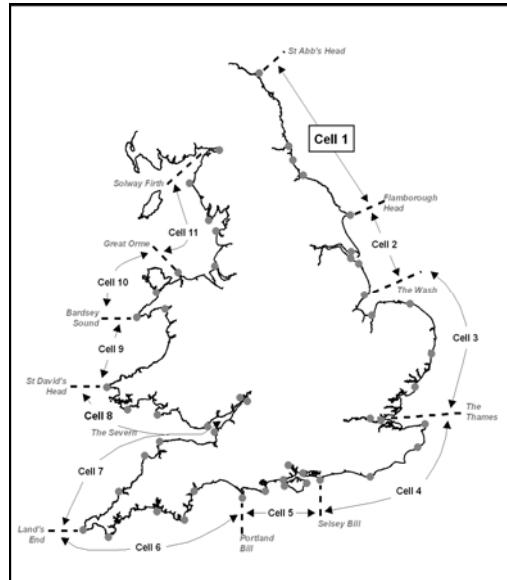 St Abb's Head
Cell 1
Solway Firth
Flamborough
Head
Cell 11
Great Orme
Cell 2
Cell 10
The Wash
Bardsey
Sound
Cell 3
Cell 9
St David's
Head
Cell 8
The
Thames
The Severn
Cell 7
Cell 4
Cell 5
Selsey Bill
Land's
End
Cell 6
Portland
Bill